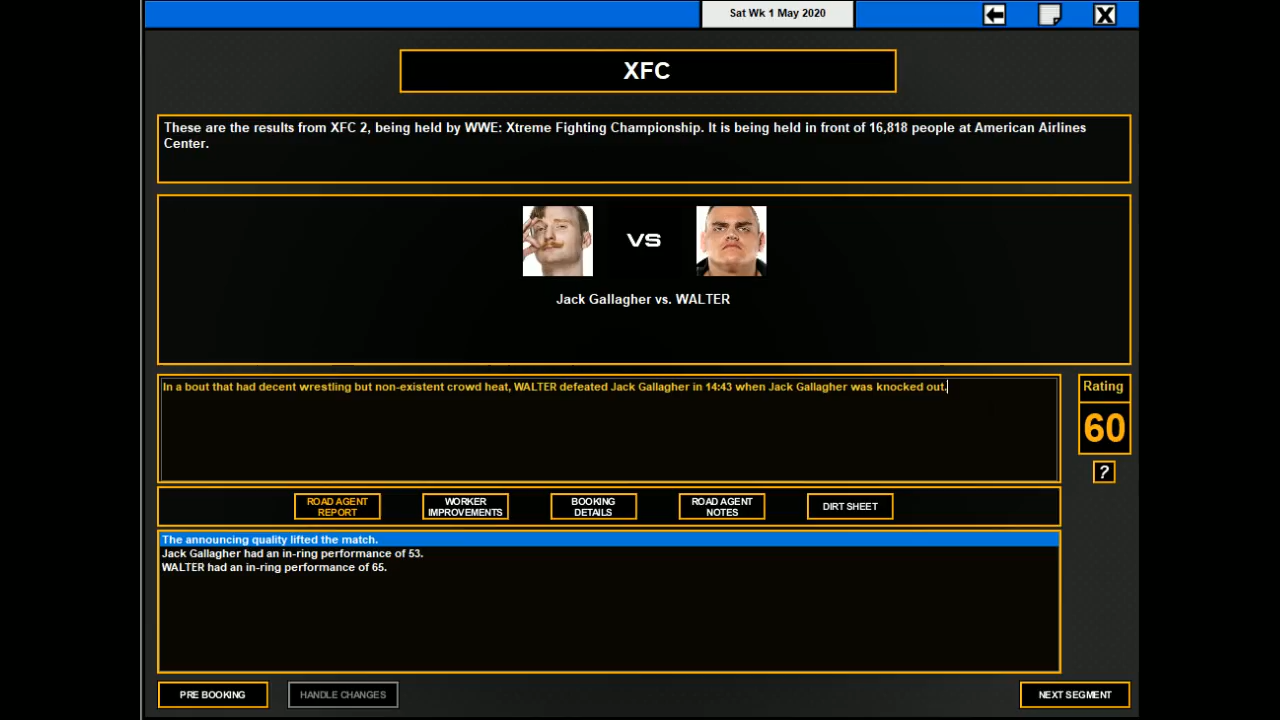 Sat Wk 1 May 2020
XFC
These are the results from XFC 2, being held by WWE: Xtreme Fighting Championship. It is being held in front of 16,818 people at American Airlines
Center.
VS
Jack Gallagher vs. WALTER
In a bout that had decent wrestling but non-existent crowd heat, WALTER defeated Jack Gallagher in 14:43 when Jack Gallagher was knocked out.
Rating
60
?
ROAD AGENT
REPORT
WORKER
IMPROVEMENTS
BOOKING
DETAILS
ROAD AGENT
NOTES
DIRT SHEET
The announcing quality lifted the match.
Jack Gallagher had an in-ring performance of 53.
WALTER had an in-ring performance of 65.
PRE BOOKING
HANDLE CHANGES
NEXT SEGMENT